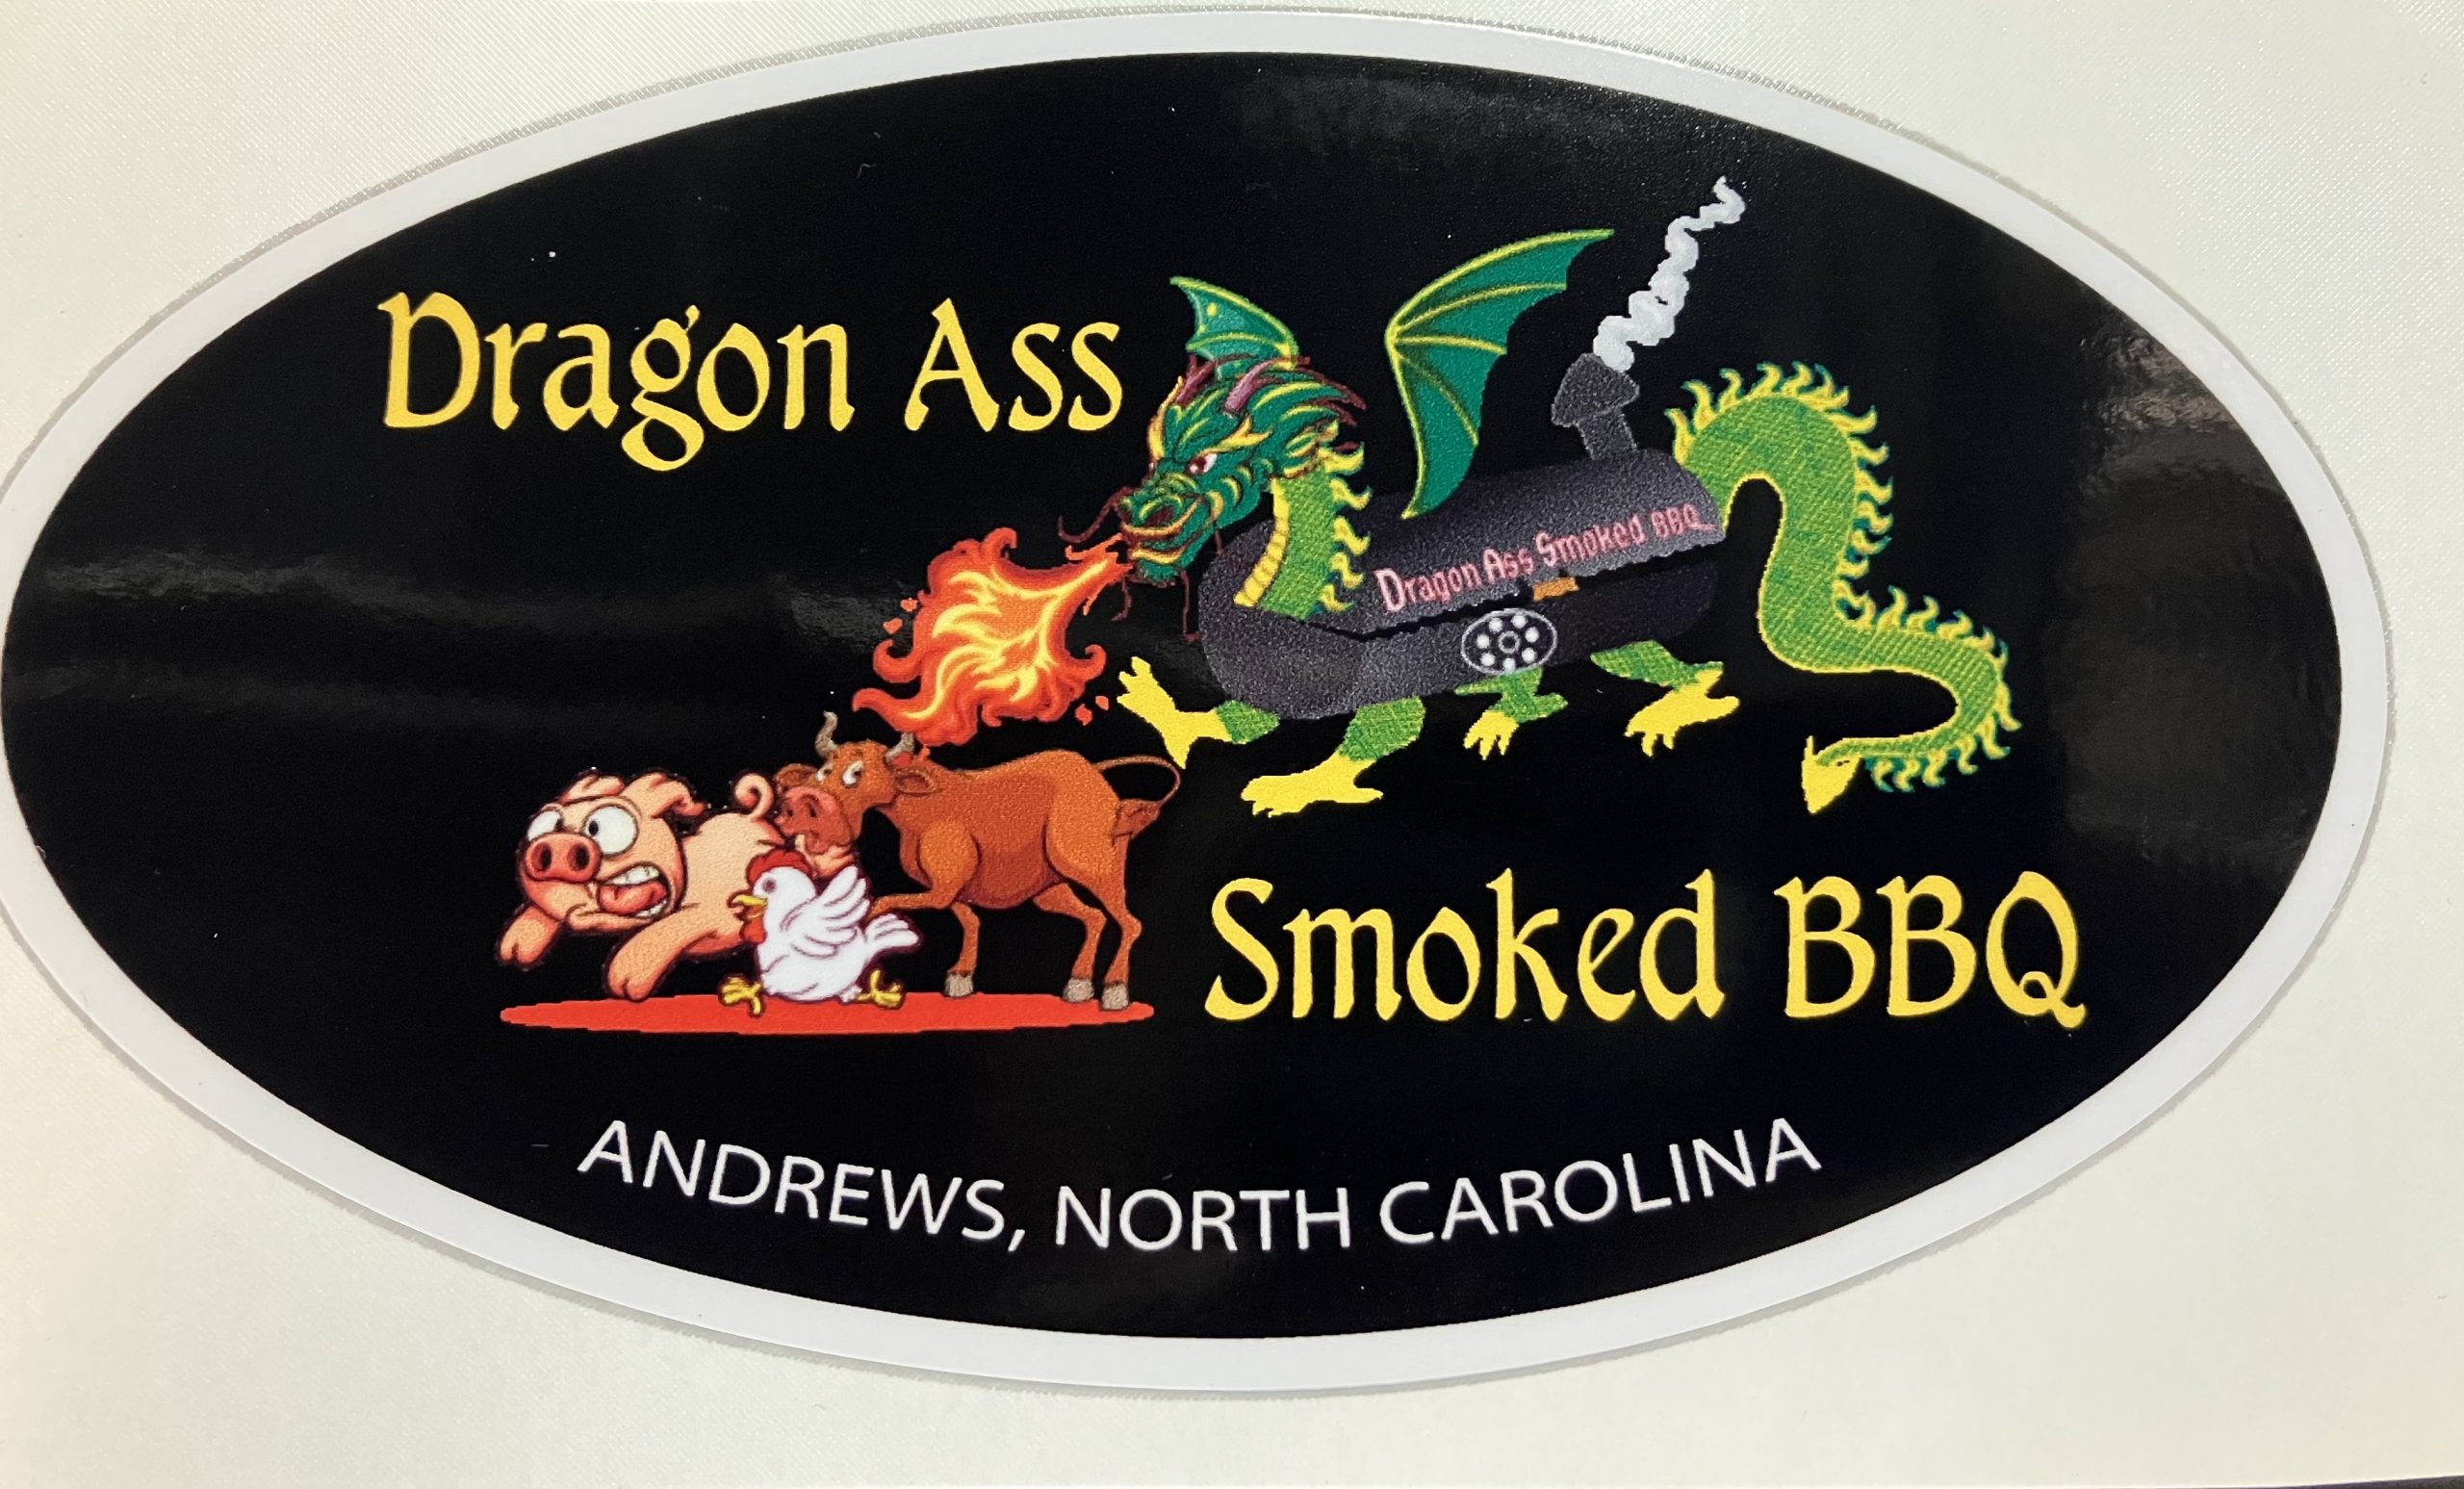 Dragon Ass
Dragon Ass Smoked BBQ
Smoked BBQ
ANDREWS, NORTH CAROLINA